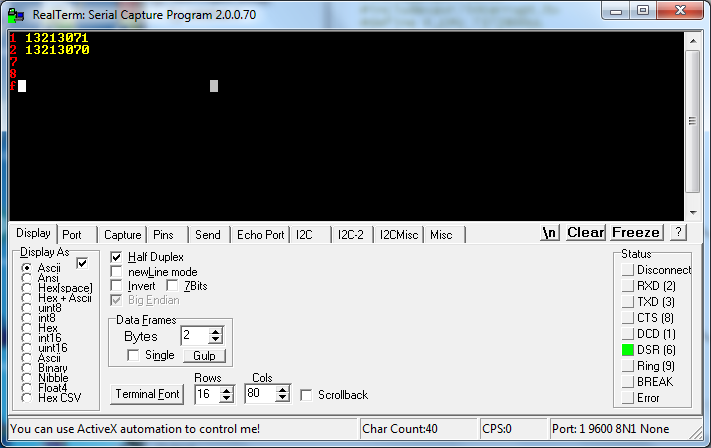 RealTerm: Serial Capture Program 2.0.0.70
1 13213071
2 13213070
7
8
f
Display Port Capture Pins Send Echo Port I2C I2C-2 I2CMisc Misc \n Clear Freeze ?
Display As
Ascii
Ansi
Hex[space]
Hex + Ascii
uint8
int8
Hex
int16
uint16
Ascii
Binary
Nibble
Float4
Hex CSV
Half Duplex
newLine mode
Invert 7Bits
Big Endian
Data Frames
Bytes 2
Single Gulp
Terminal Font
Rows
16
Cols
80
Scrollback
Status
Disconnect
RXD (2)
TXD (3)
CTS (8)
DCD (1)
DSR (6)
Ring (9)
BREAK
Error
You can use ActiveX automation to control me! Char Count:40 CPS:0 Port: 1 9600 8N1 None